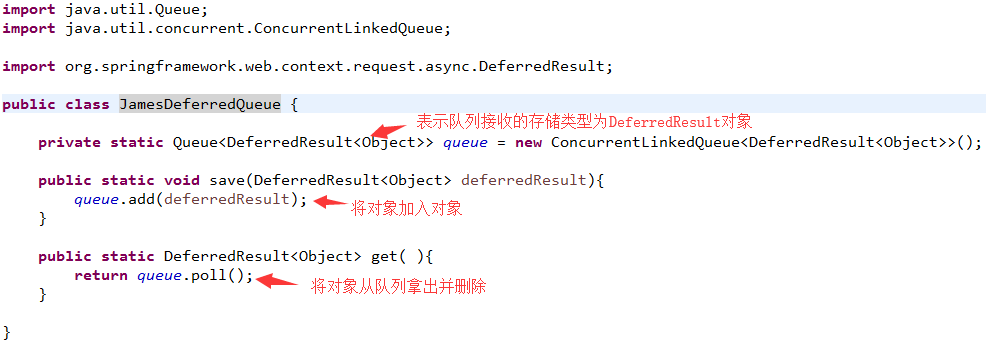 import java.util.Queue;
import java.util.concurrent.ConcurrentLinkedQueue;
import org.springframework.web.context.request.async.DeferredResult;
public class JamesDeferredQueue {
表示队列接收的存储类型为DeferredResult对象
private static Queue<DeferredResult<Object>> queue = new ConcurrentLinkedQueue<DeferredResult<Object>>();
public static void save(DeferredResult<Object> deferredResult){
queue.add(deferredResult);
将对象加入对象
}
public static DeferredResult<Object> get( ){
return queue.poll();
将对象从队列拿出并删除
}
}